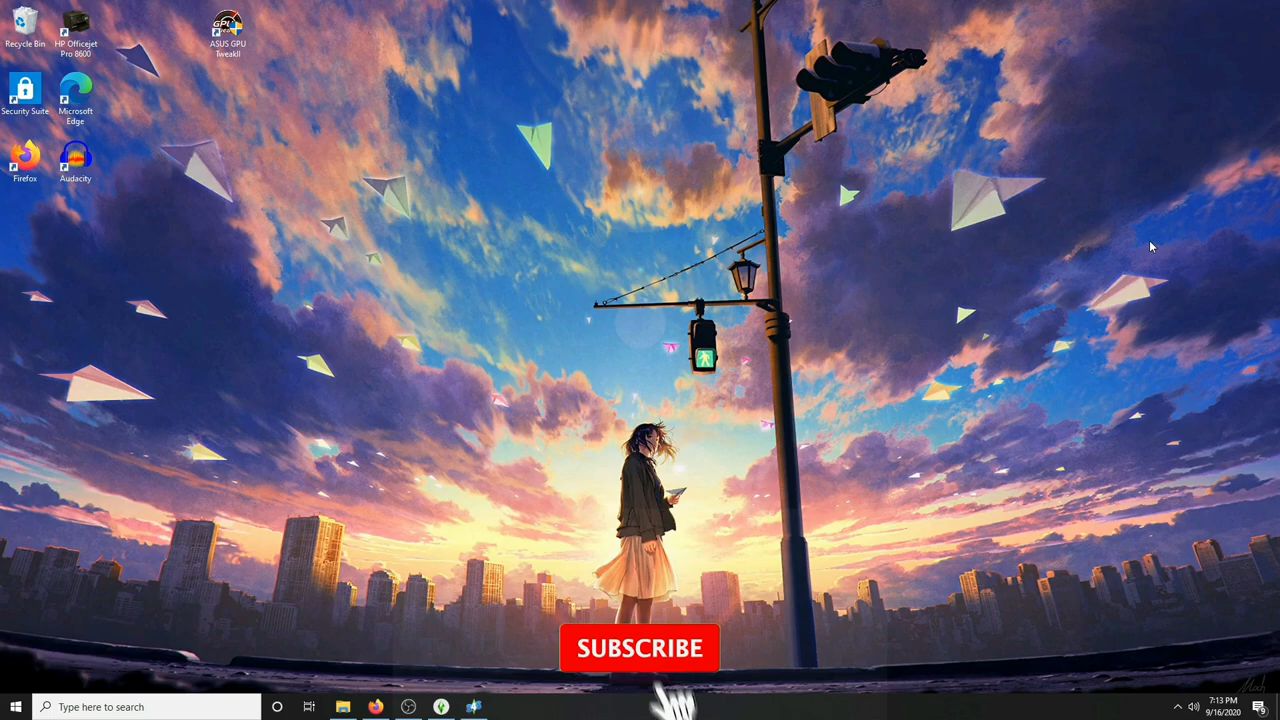 Recycle Bin
HP Officejet
Pro 8600
ASUS GPU
TweakII
Security Suite
Microsoft
Edge
Firefox
Audacity
SUBSCRIBE
Type here to search
7:13 PM
9/16/2020